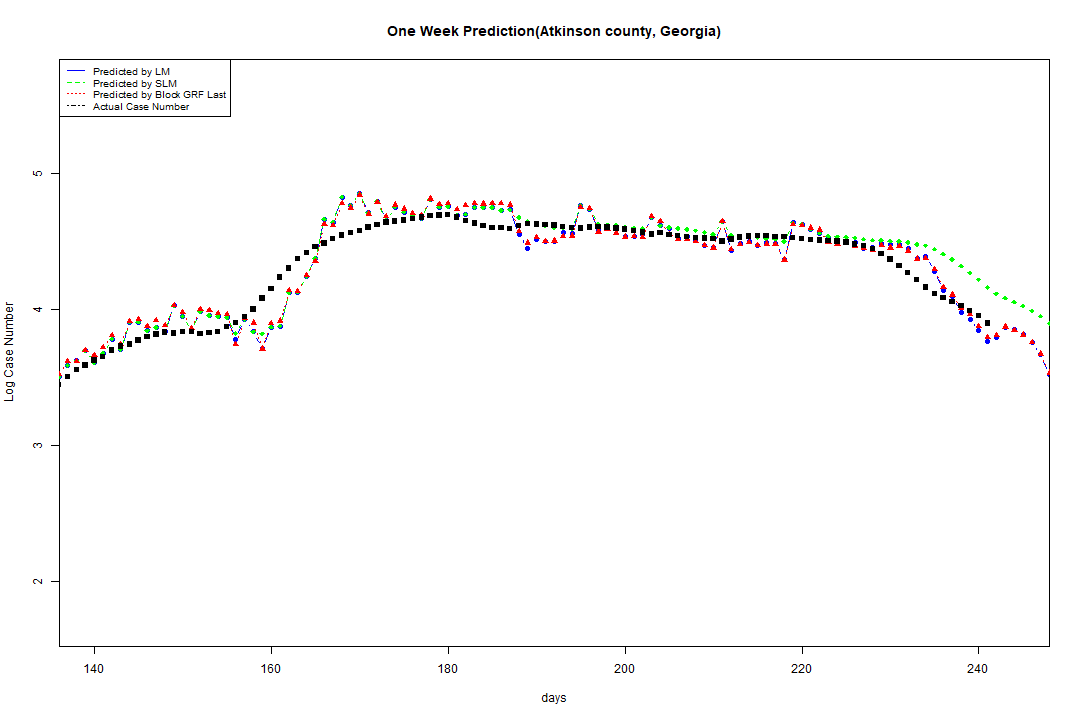 One Week Prediction(Atkinson county, Georgia)
Predicted by LM
Predicted by SLM
Predicted by Block GRF Last
Actual Case Number
5
4
3
2
Log Case Number
140 160 180 200 220 240
days